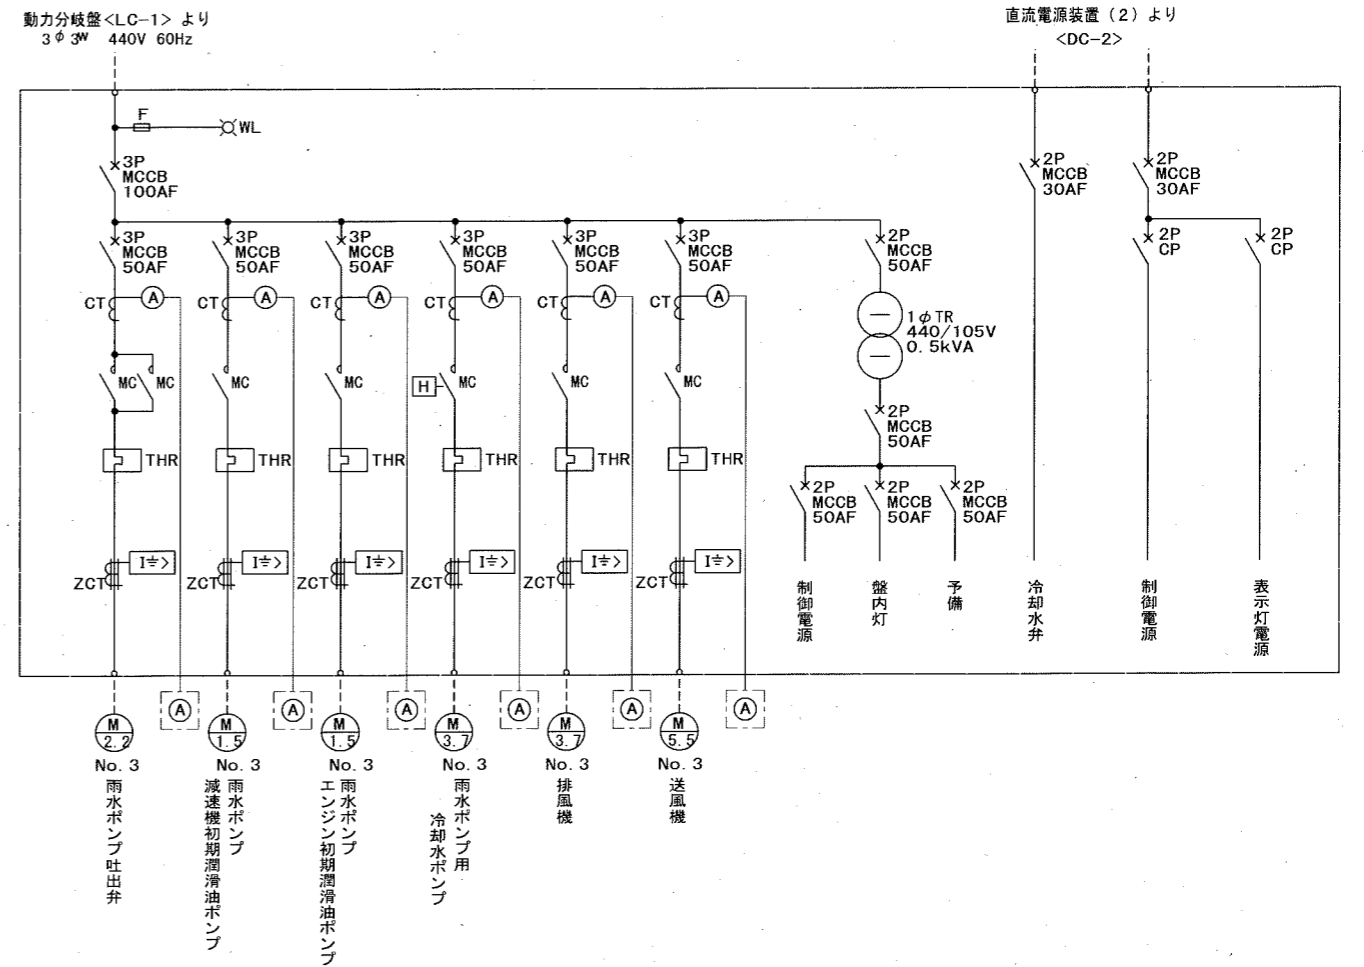 動力分岐盤<LC-1> より
3φ3W 440V 60Hz
直流電源装置(2)より
<DC-2>
F
WL
3P
MCCB
100AF
2P
MCCB
30AF
2P
MCCB
30AF
3P
MCCB
50AF
3P
MCCB
50AF
3P
MCCB
50AF
3P
MCCB
50AF
3P
MCCB
50AF
3P
MCCB
50AF
2P
MCCB
50AF
2P
CP
2P
CP
CT
A
CT
A
CT
A
CT
A
CT
A
CT
A
1φTR
440/105V
0.5kVA
MC
MC
MC
MC
H
MC
MC
MC
2P
MCCB
50AF
THR
THR
THR
THR
THR
THR
2P
MCCB
50AF
2P
MCCB
50AF
2P
MCCB
50AF
ZCT
I⏚>
ZCT
I⏚>
ZCT
I⏚>
ZCT
I⏚>
ZCT
I⏚>
ZCT
I⏚>
制御電源
盤内灯
予備
冷却水弁
制御電源
表示灯電源
M
2.2
A
M
1.5
A
M
1.5
A
M
3.7
A
M
3.7
A
M
5.5
A
No. 3
雨水ポンプ吐出弁
No. 3
雨水ポンプ
減速機初期潤滑油ポンプ
No. 3
雨水ポンプ
エンジン初期潤滑油ポンプ
No. 3
雨水ポンプ用
冷却水ポンプ
No. 3
排風機
No. 3
送風機